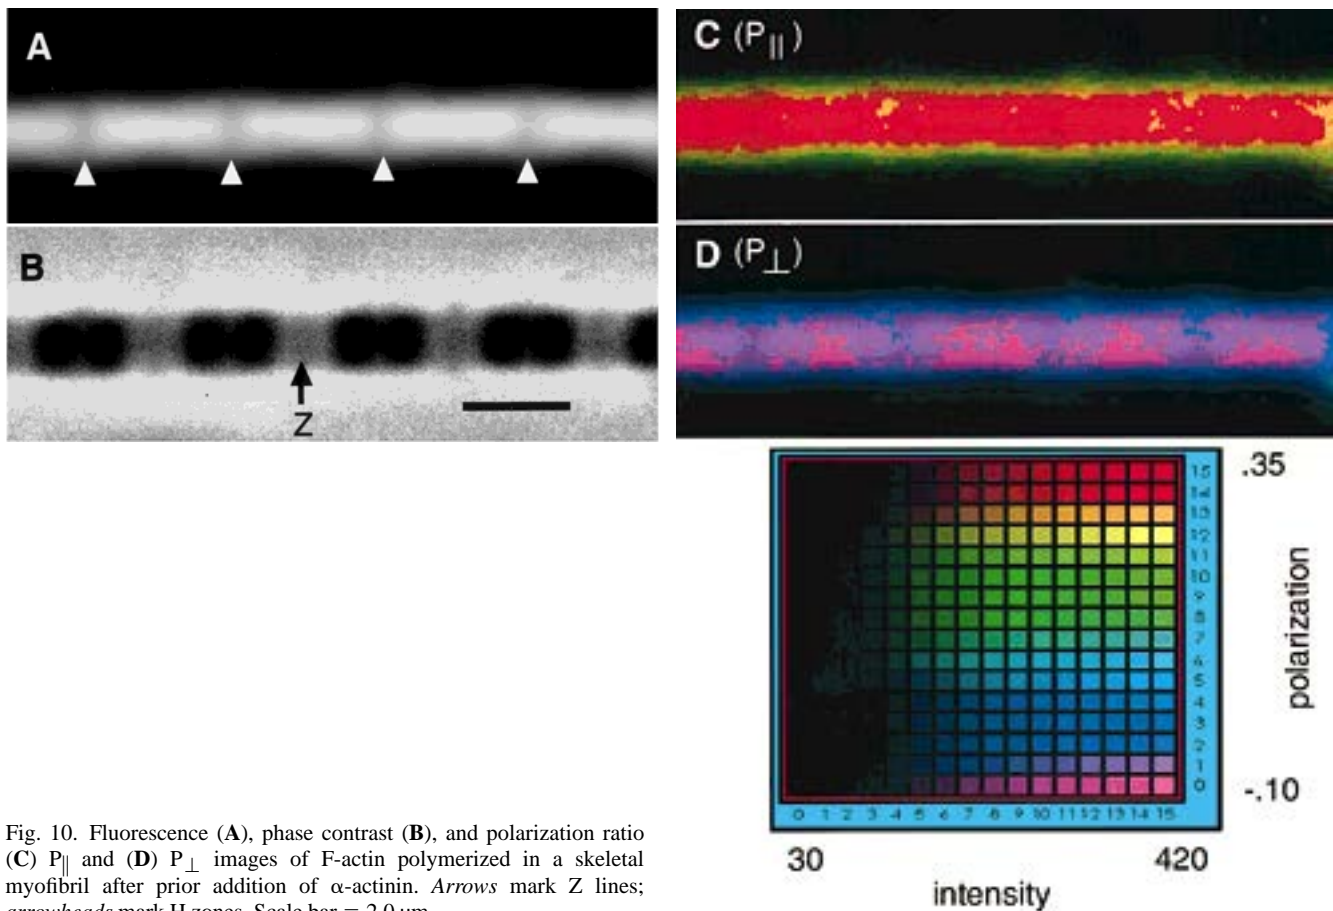 A
C (P||)
B
Z
D (P⊥)
15
14
13
12
11
10
9
8
7
6
5
4
3
2
1
0
0 1 2 3 4 5 6 7 8 9 10 11 12 13 14 15
.35
polarization
-.10
30
420
intensity
Fig. 10. Fluorescence (A), phase contrast (B), and polarization ratio
(C) P|| and (D) P⊥ images of F-actin polymerized in a skeletal
myofibril after prior addition of α-actinin. Arrows mark Z lines;
arrowheads mark H zones. Scale bar = 2.0 μm.